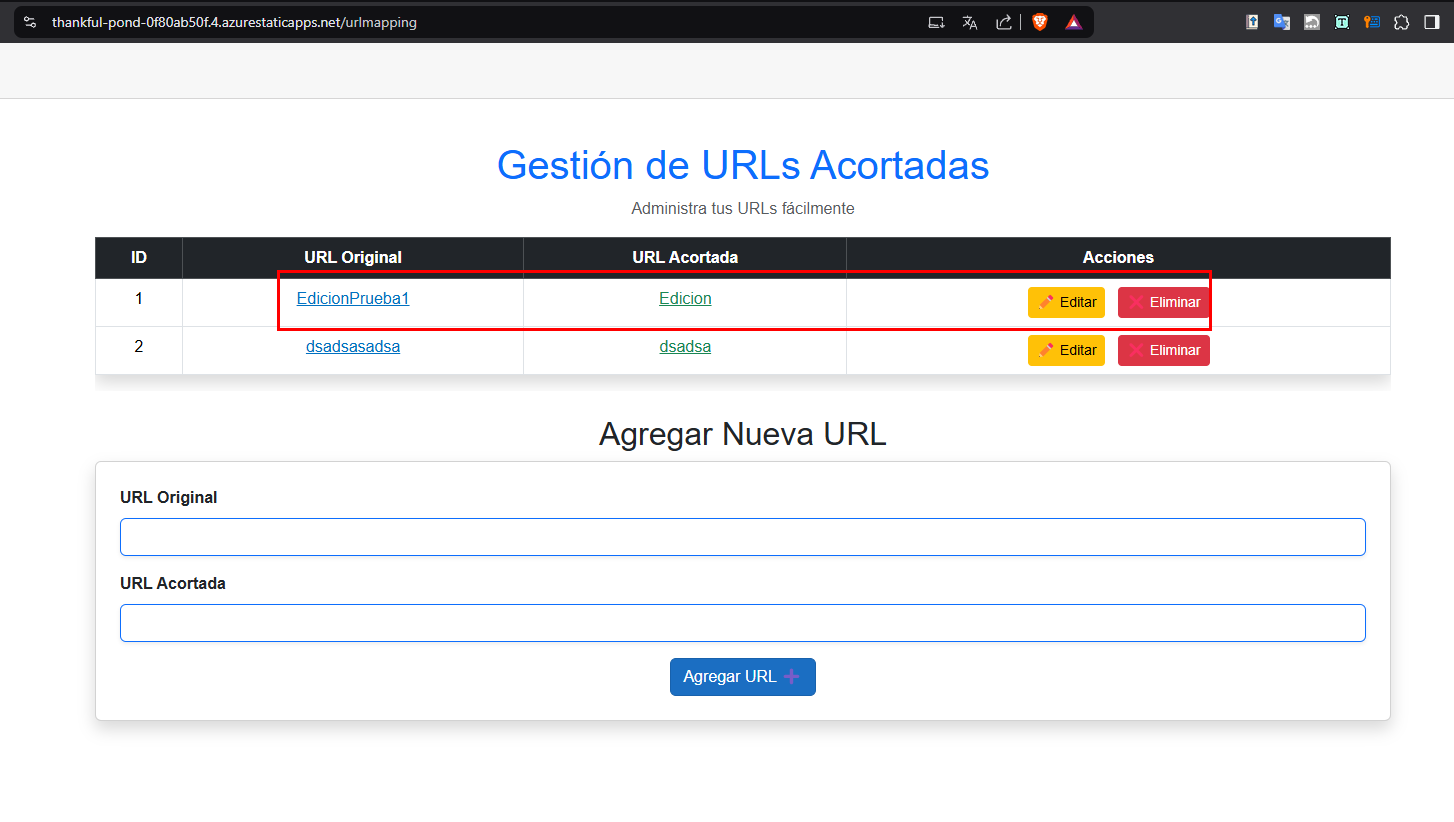 thankful-pond-0f80ab50f.4.azurestaticapps.net/urlmapping
Gestión de URLs Acortadas
Administra tus URLs fácilmente
ID URL Original URL Acortada Acciones
1 EdicionPrueba1 Edicion Editar Eliminar
2 dsadsasadsa dsadsa Editar Eliminar
Agregar Nueva URL
URL Original
URL Acortada
Agregar URL